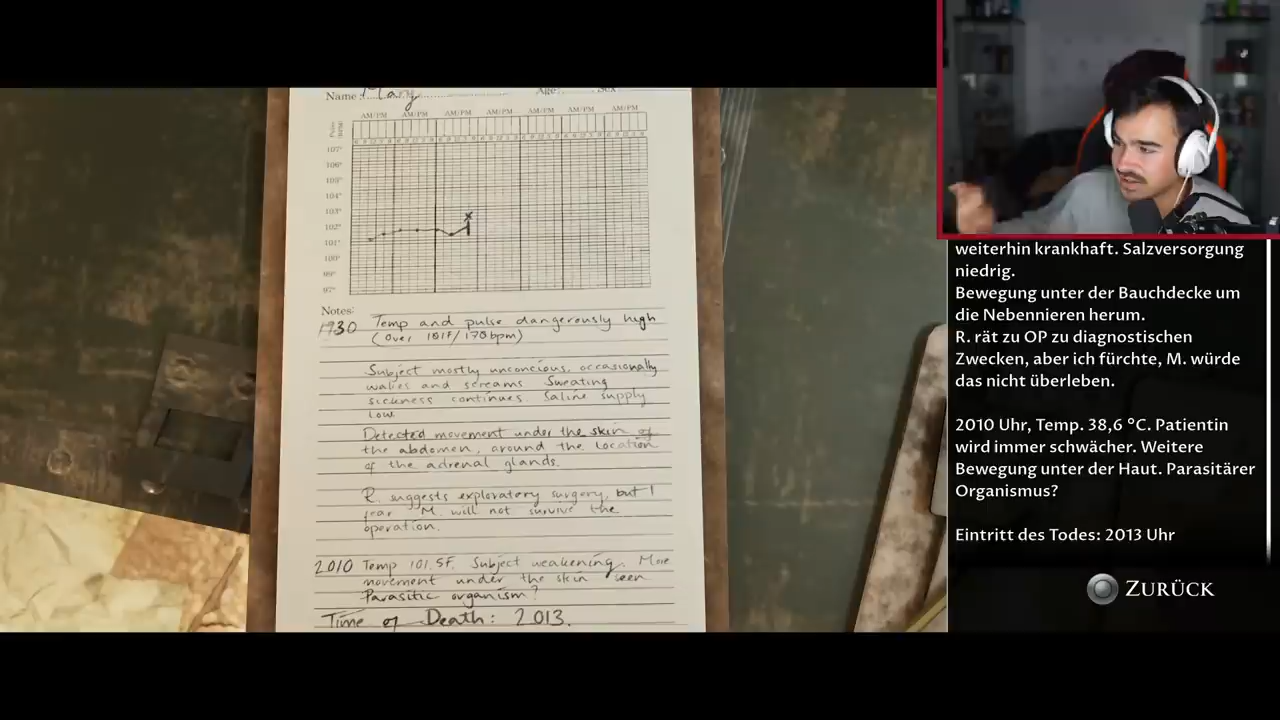 Name: Mary Age: Sex
AM/PM AM/PM AM/PM AM/PM AM/PM AM/PM AM/PM
107°
106°
105°
104°
103°
102°
101°
100°
99°
97°
Notes:
1930 Temp and pulse dangerously high
(over 101F/170bpm)
Subject mostly unconcious, occasionally
wakes and screams. Sweating
sickness continues. Saline supply
low.
Detected movement under the skin of
the abdomen, around the location
of the adrenal glands.
R. suggests exploratory surgery, but I
fear M. will not survive the
operation.
2010 Temp 101.5F. Subject weakening. More
movement under the skin seen
Parasitic organism?
Time of Death: 2013.
weiterhin krankhaft. Salzversorgung
niedrig.
Bewegung unter der Bauchdecke um
die Nebennieren herum.
R. rät zu OP zu diagnostischen
Zwecken, aber ich fürchte, M. würde
das nicht überleben.
2010 Uhr, Temp. 38,6 °C. Patientin
wird immer schwächer. Weitere
Bewegung unter der Haut. Parasitärer
Organismus?
Eintritt des Todes: 2013 Uhr
ZURÜCK